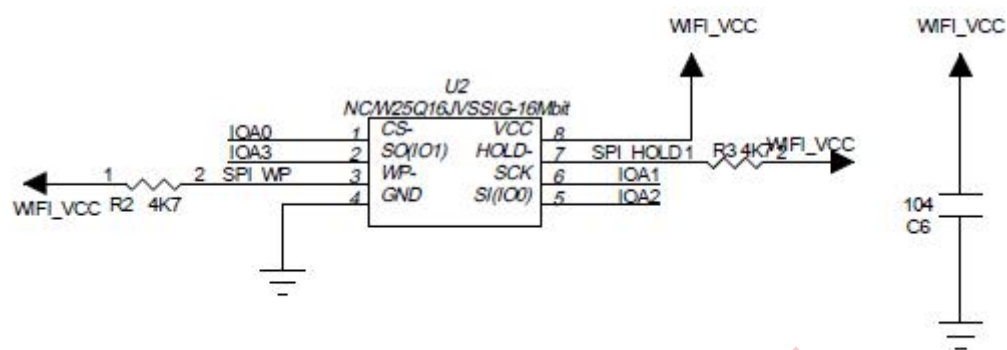 WIFI_VCC
WIFI_VCC
U2
NC/W25Q16JVSSIG-16Mbit
IOA0 1 CS- VCC 8
IOA3 2 SO(IO1) HOLD- 7 SPI_HOLD 1 R3 4K7 2 WIFI_VCC
1 2 SPI_WP 3 WP- SCK 6 IOA1
WIFI_VCC R2 4K7 4 GND SI(IO0) 5 IOA2
104
C6